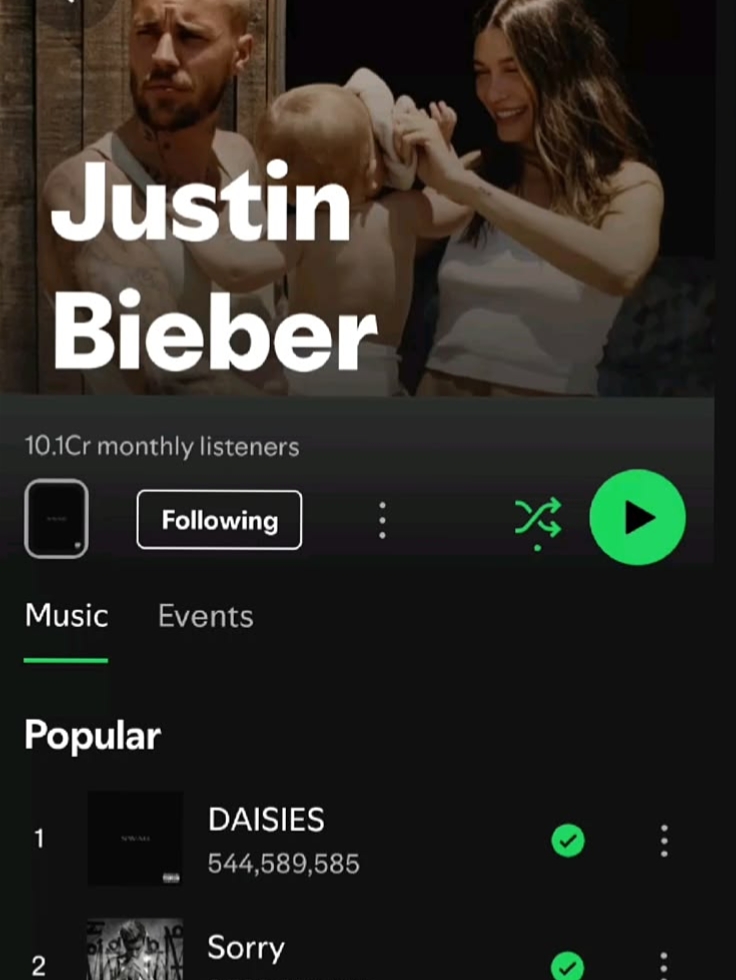 Justin
Bieber
10.1Cr monthly listeners
Following
Music
Events
Popular
1
DAISIES
544,589,585
2
Sorry